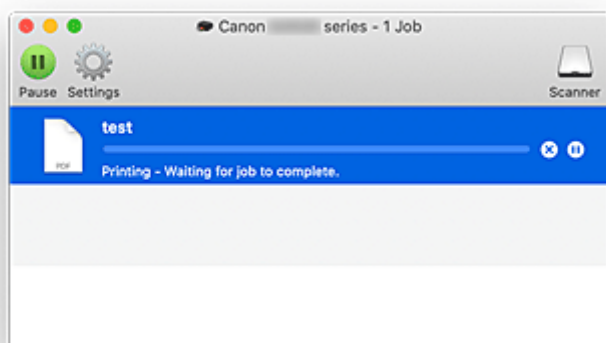 Canon series - 1 Job
Pause Settings Scanner
test
PDF
Printing - Waiting for job to complete.